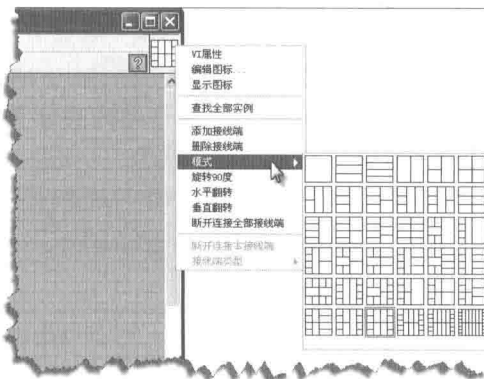 ?
VI属性
编辑图标...
显示图标
查找全部实例
添加接线端
删除接线端
模式
旋转90度
水平翻转
垂直翻转
断开连接全部接线端
断开连接本接线端
接线端类型